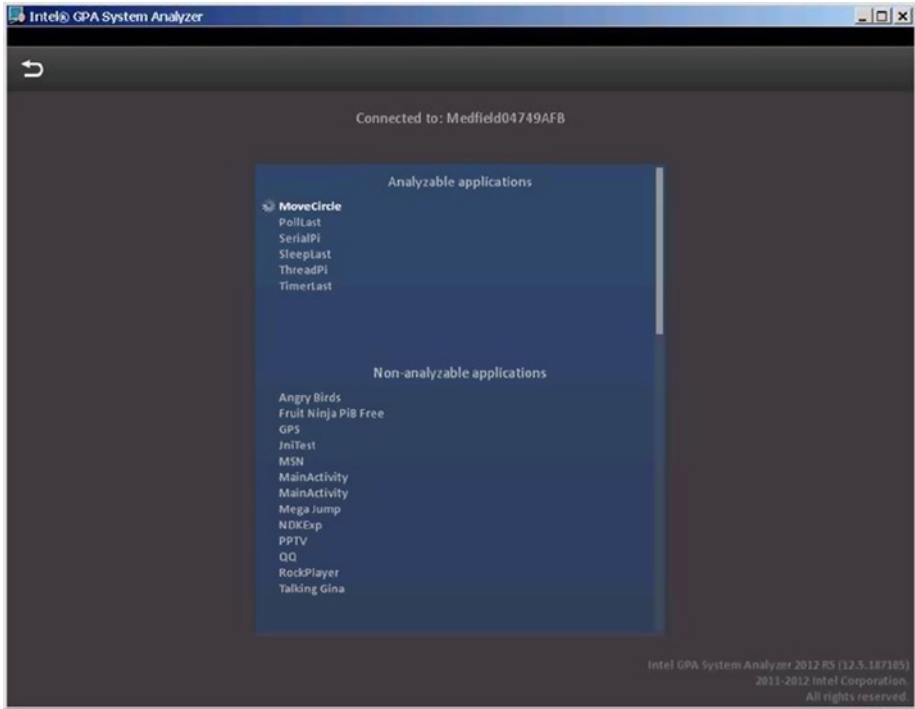 Intel® GPA System Analyzer
Connected to: Medfield04749AFB
Analyzable applications
MoveCircle
PollLast
SerialPi
SleepLast
ThreadPi
TimerLast
Non-analyzable applications
Angry Birds
Fruit Ninja PiB Free
GPS
JniTest
MSN
MainActivity
MainActivity
Mega Jump
NDKExp
PPTV
QQ
RockPlayer
Talking Gina
Intel GPA System Analyzer 2012 R5 (12.5.187105)
2011-2012 Intel Corporation.
All rights reserved.